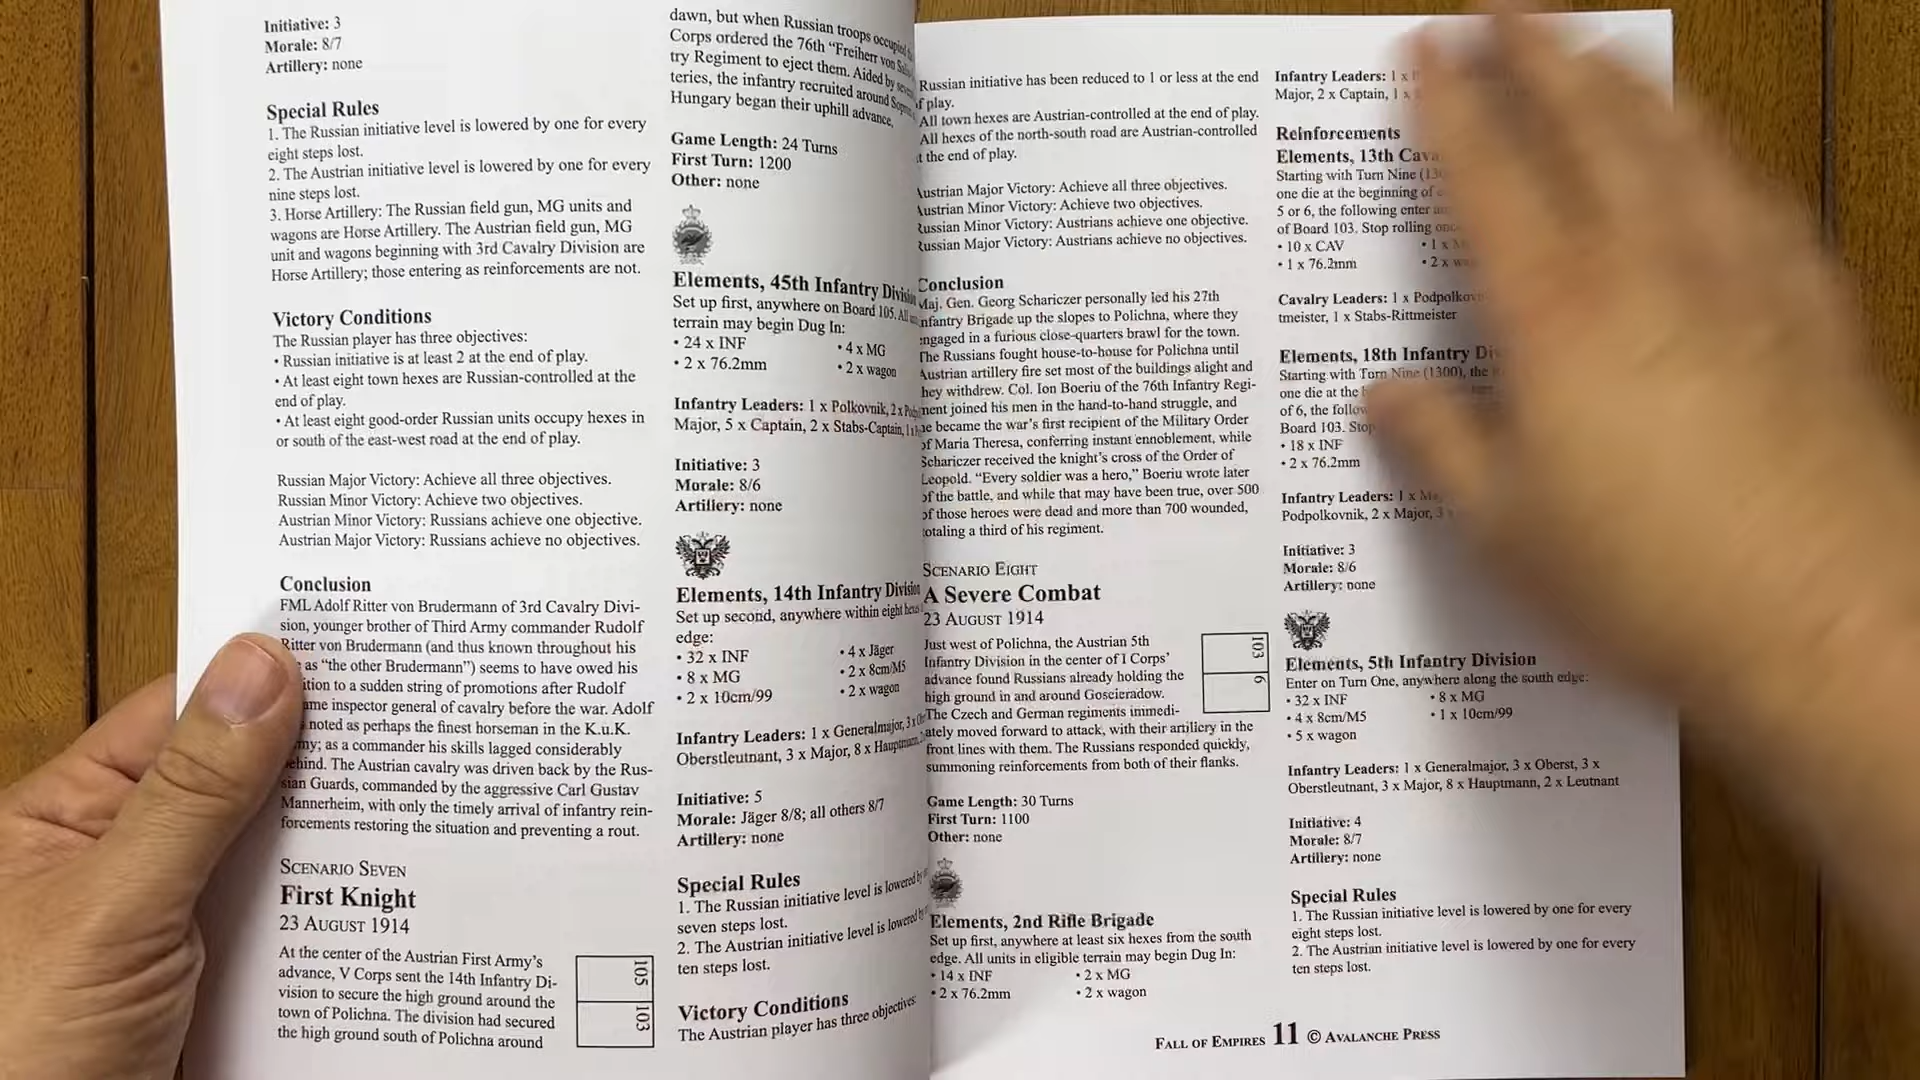 Initiative: 3
Morale: 8/7
Artillery: none
Special Rules
1. The Russian initiative level is lowered by one for every
eight steps lost.
2. The Austrian initiative level is lowered by one for every
nine steps lost.
3. Horse Artillery: The Russian field gun, MG units and
wagons are Horse Artillery. The Austrian field gun, MG
unit and wagons beginning with 3rd Cavalry Division are
Horse Artillery; those entering as reinforcements are not.
Victory Conditions
The Russian player has three objectives:
• Russian initiative is at least 2 at the end of play.
• At least eight town hexes are Russian-controlled at the
end of play.
• At least eight good-order Russian units occupy hexes in
or south of the east-west road at the end of play.
Russian Major Victory: Achieve all three objectives.
Russian Minor Victory: Achieve two objectives.
Austrian Minor Victory: Russians achieve one objective.
Austrian Major Victory: Russians achieve no objectives.
Conclusion
FML Adolf Ritter von Brudermann of 3rd Cavalry Divi-
sion, younger brother of Third Army commander Rudolf
Ritter von Brudermann (and thus known throughout his
as “the other Brudermann”) seems to have owed his
to a sudden string of promotions after Rudolf
inspector general of cavalry before the war. Adolf
noted as perhaps the finest horseman in the K.u.K.
as a commander his skills lagged considerably
The Austrian cavalry was driven back by the Rus-
sian Guards, commanded by the aggressive Carl Gustav
Mannerheim, with only the timely arrival of infantry rein-
forcements restoring the situation and preventing a rout.
SCENARIO SEVEN
First Knight
23 AUGUST 1914
At the center of the Austrian First Army’s
advance, V Corps sent the 14th Infantry Di-
vision to secure the high ground around the
town of Polichna. The division had secured
the high ground south of Polichna around
105
103
dawn, but when Russian troops occupied
Corps ordered the 76th “Freiherr von
try Regiment to eject them. Aided by
teries, the infantry recruited around
Hungary began their uphill advance.
Game Length: 24 Turns
First Turn: 1200
Other: none
Elements, 45th Infantry Division
Set up first, anywhere on Board 105. All
terrain may begin Dug In:
• 24 x INF • 4 x MG
• 2 x 76.2mm • 2 x wagon
Infantry Leaders: 1 x Polkovnik, 2 x
Major, 5 x Captain, 2 x Stabs-Captain,
Initiative: 3
Morale: 8/6
Artillery: none
Elements, 14th Infantry Division
Set up second, anywhere within eight
edge:
• 32 x INF • 4 x Jäger
• 8 x MG • 2 x 8cm/M5
• 2 x 10cm/99 • 2 x wagon
Infantry Leaders: 1 x Generalmajor, 3 x
Oberstleutnant, 3 x Major, 8 x Hauptmann,
Initiative: 5
Morale: Jäger 8/8; all others 8/7
Artillery: none
Special Rules
1. The Russian initiative level is lowered
seven steps lost.
2. The Austrian initiative level is lowered
ten steps lost.
Victory Conditions
The Austrian player has three objectives:
Russian initiative has been reduced to 1 or less at the end
of play.
All town hexes are Austrian-controlled at the end of play.
All hexes of the north-south road are Austrian-controlled
at the end of play.
Austrian Major Victory: Achieve all three objectives.
Austrian Minor Victory: Achieve two objectives.
Russian Minor Victory: Austrians achieve one objective.
Russian Major Victory: Austrians achieve no objectives.
Conclusion
Maj. Gen. Georg Schariczer personally led his 27th
Infantry Brigade up the slopes to Polichna, where they
engaged in a furious close-quarters brawl for the town.
The Russians fought house-to-house for Polichna until
Austrian artillery fire set most of the buildings alight and
they withdrew. Col. Ion Boeriu of the 76th Infantry Regi-
ment joined his men in the hand-to-hand struggle, and
he became the war’s first recipient of the Military Order
of Maria Theresa, conferring instant ennoblement, while
Schariczer received the knight’s cross of the Order of
Leopold. “Every soldier was a hero,” Boeriu wrote later
of the battle, and while that may have been true, over 500
of those heroes were dead and more than 700 wounded,
totaling a third of his regiment.
SCENARIO EIGHT
A Severe Combat
23 AUGUST 1914
Just west of Polichna, the Austrian 5th
Infantry Division in the center of I Corps’
advance found Russians already holding the
high ground in and around Goscieradow.
The Czech and German regiments immedi-
ately moved forward to attack, with their artillery in the
front lines with them. The Russians responded quickly,
summoning reinforcements from both of their flanks.
103
6
Game Length: 30 Turns
First Turn: 1100
Other: none
Elements, 2nd Rifle Brigade
Set up first, anywhere at least six hexes from the south
edge. All units in eligible terrain may begin Dug In:
• 14 x INF • 2 x MG
• 2 x 76.2mm • 2 x wagon
Infantry Leaders: 1 x
Major, 2 x Captain, 1 x
Reinforcements
Elements, 13th
Starting with Turn Nine
one die at the beginning of
5 or 6, the following enter
of Board 103. Stop rolling
• 10 x CAV • 1 x
• 1 x 76.2mm • 2 x
Cavalry Leaders: 1 x
tmeister, 1 x Stabs-Rittmeister
Elements, 18th Infantry
Starting with Turn Nine (1300), the
one die at the
of 6, the
Board 103.
• 18 x INF
• 2 x 76.2mm
Infantry Leaders: 1 x
Podpolkovnik, 2 x Major, 3
Initiative: 3
Morale: 8/6
Artillery: none
Elements, 5th Infantry Division
Enter on Turn One, anywhere along the south edge:
• 32 x INF • 8 x MG
• 4 x 8cm/M5 • 1 x 10cm/99
• 5 x wagon
Infantry Leaders: 1 x Generalmajor, 3 x Oberst, 3 x
Oberstleutnant, 3 x Major, 8 x Hauptmann, 2 x Leutnant
Initiative: 4
Morale: 8/7
Artillery: none
Special Rules
1. The Russian initiative level is lowered by one for every
eight steps lost.
2. The Austrian initiative level is lowered by one for every
ten steps lost.
FALL OF EMPIRES 11 © AVALANCHE PRESS